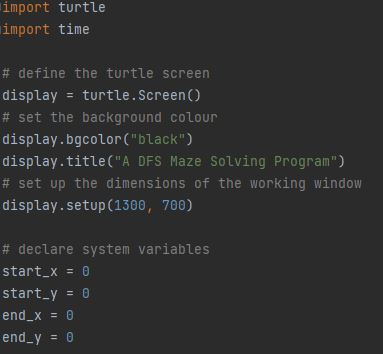 import turtle
import time
# define the turtle screen
display = turtle.Screen()
# set the background colour
display.bgcolor("black")
display.title("A DFS Maze Solving Program")
# set up the dimensions of the working window
display.setup(1300, 700)
# declare system variables
start_x = 0
start_y = 0
end_x = 0
end_y = 0